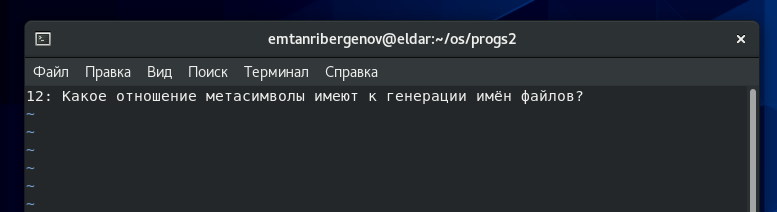 emtanribergenov@eldar:~/os/progs2
×
Файл Правка Вид Поиск Терминал Справка
12: Какое отношение метасимволы имеют к генерации имён файлов?
~
~
~
~
~
~